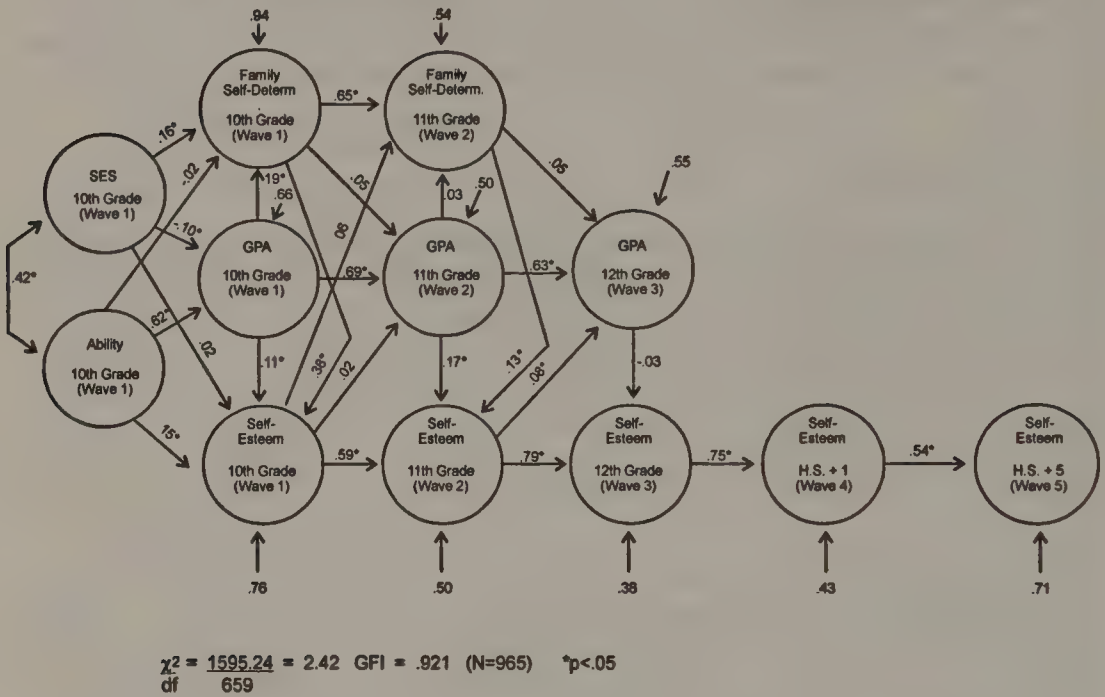 .94
.54
Family
Self-Determ
10th Grade
(Wave 1)
.65*
Family
Self-Determ.
11th Grade
(Wave 2)
.16*
-.02
SES
10th Grade
(Wave 1)
.19*
.66
.05
.06
.03
.50
.05
.55
-.10*
GPA
10th Grade
(Wave 1)
.69*
GPA
11th Grade
(Wave 2)
.63*
GPA
12th Grade
(Wave 3)
.42*
.62*
.02
Ability
10th Grade
(Wave 1)
.11*
.38*
.02
.17*
.13*
.08*
-.03
.15*
Self-
Esteem
10th Grade
(Wave 1)
.59*
Self-
Esteem
11th Grade
(Wave 2)
.79*
Self-
Esteem
12th Grade
(Wave 3)
.75*
Self-
Esteem
H.S. + 1
(Wave 4)
.54*
Self-
Esteem
H.S. + 5
(Wave 5)
.76
.50
.38
.43
.71
χ² = 1595.24 = 2.42 GFI = .921 (N=965) *p<.05
df 659